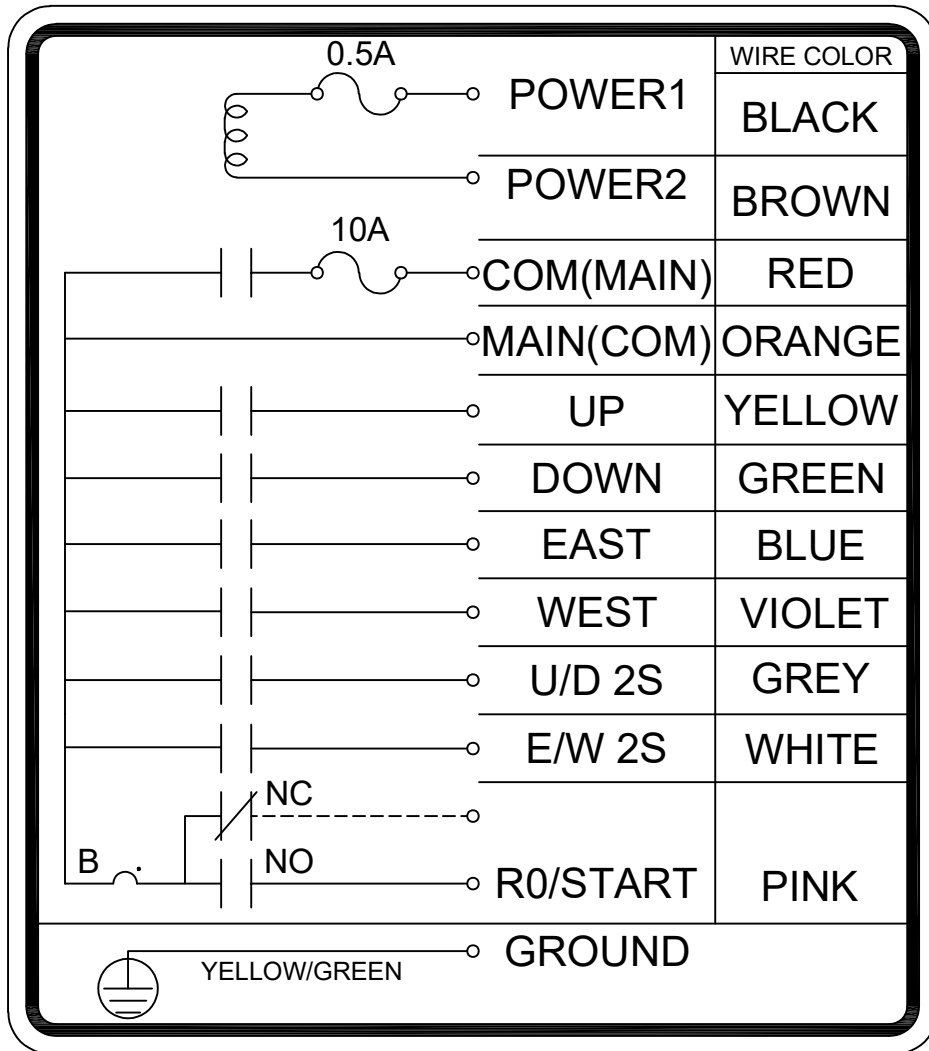 0.5A
WIRE COLOR
POWER1
BLACK
POWER2
BROWN
10A
COM(MAIN) RED
MAIN(COM) ORANGE
UP YELLOW
DOWN GREEN
EAST BLUE
WEST VIOLET
U/D 2S GREY
E/W 2S WHITE
NC
B NO R0/START PINK
YELLOW/GREEN GROUND